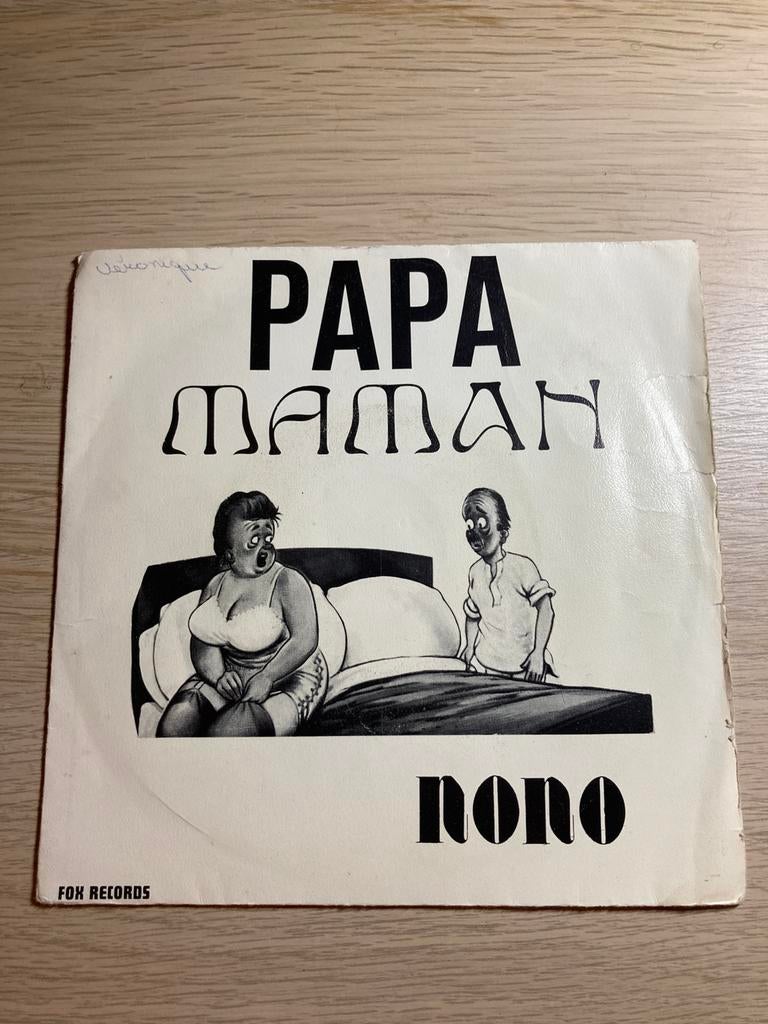 Véronique
PAPA
MAMAN
nono
FOX RECORDS